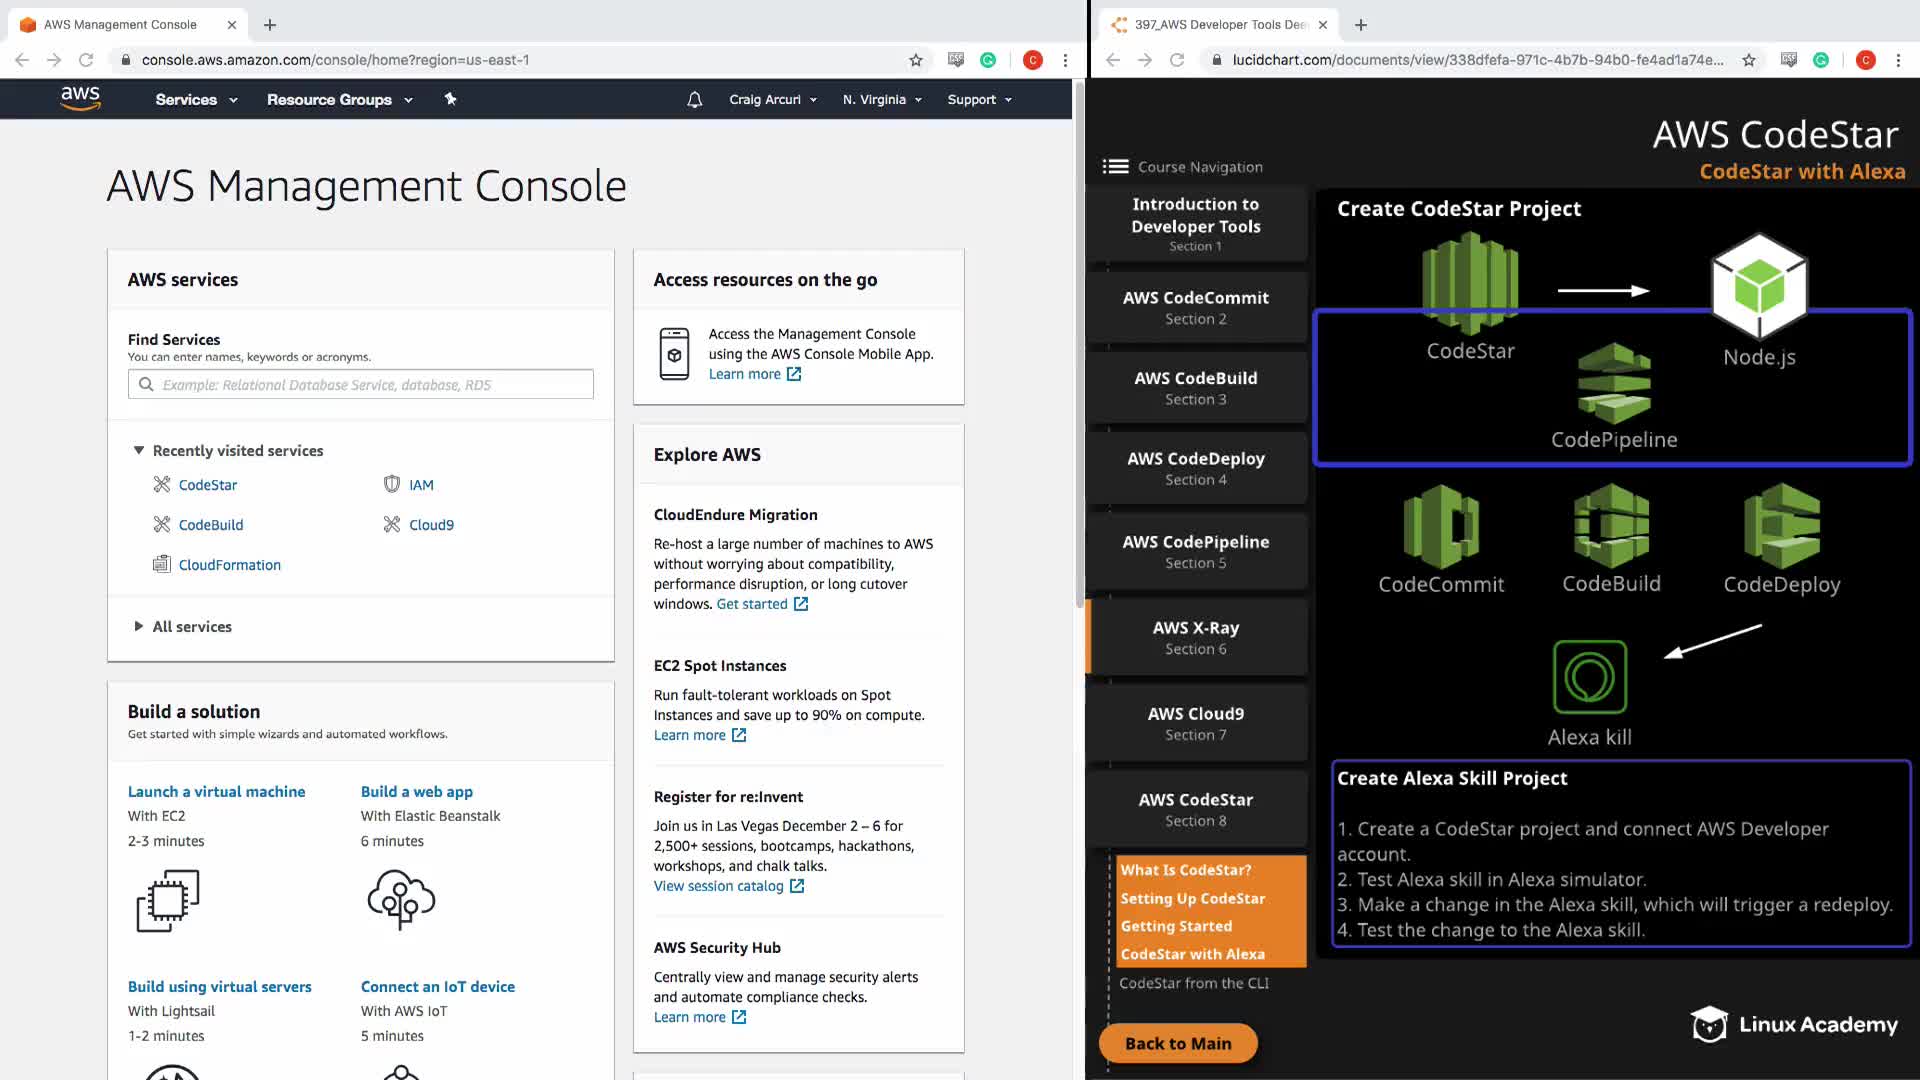 AWS Management Console
console.aws.amazon.com/console/home?region=us-east-1
C
aws
Services
Resource Groups
Craig Arcuri
N. Virginia
Support
AWS Management Console
AWS services
Find Services
You can enter names, keywords or acronyms.
Example: Relational Database Service, database, RDS
Recently visited services
CodeStar
IAM
CodeBuild
Cloud9
CloudFormation
All services
Build a solution
Get started with simple wizards and automated workflows.
Launch a virtual machine
With EC2
2-3 minutes
Build a web app
With Elastic Beanstalk
6 minutes
Build using virtual servers
With Lightsail
1-2 minutes
Connect an IoT device
With AWS IoT
5 minutes
Access resources on the go
Access the Management Console
using the AWS Console Mobile App.
Learn more
Explore AWS
CloudEndure Migration
Re-host a large number of machines to AWS
without worrying about compatibility,
performance disruption, or long cutover
windows. Get started
EC2 Spot Instances
Run fault-tolerant workloads on Spot
Instances and save up to 90% on compute.
Learn more
Register for re:Invent
Join us in Las Vegas December 2 – 6 for
2,500+ sessions, bootcamps, hackathons,
workshops, and chalk talks.
View session catalog
AWS Security Hub
Centrally view and manage security alerts
and automate compliance checks.
Learn more
397_AWS Developer Tools Dee
lucidchart.com/documents/view/338dfefa-971c-4b7b-94b0-fe4ad1a74e...
C
AWS CodeStar
CodeStar with Alexa
Course Navigation
Introduction to
Developer Tools
Section 1
AWS CodeCommit
Section 2
AWS CodeBuild
Section 3
AWS CodeDeploy
Section 4
AWS CodePipeline
Section 5
AWS X-Ray
Section 6
AWS Cloud9
Section 7
AWS CodeStar
Section 8
What Is CodeStar?
Setting Up CodeStar
Getting Started
CodeStar with Alexa
CodeStar from the CLI
Back to Main
Create CodeStar Project
CodeStar
Node.js
CodePipeline
CodeCommit
CodeBuild
CodeDeploy
Alexa kill
Create Alexa Skill Project
1. Create a CodeStar project and connect AWS Developer
account.
2. Test Alexa skill in Alexa simulator.
3. Make a change in the Alexa skill, which will trigger a redeploy.
4. Test the change to the Alexa skill.
Linux Academy